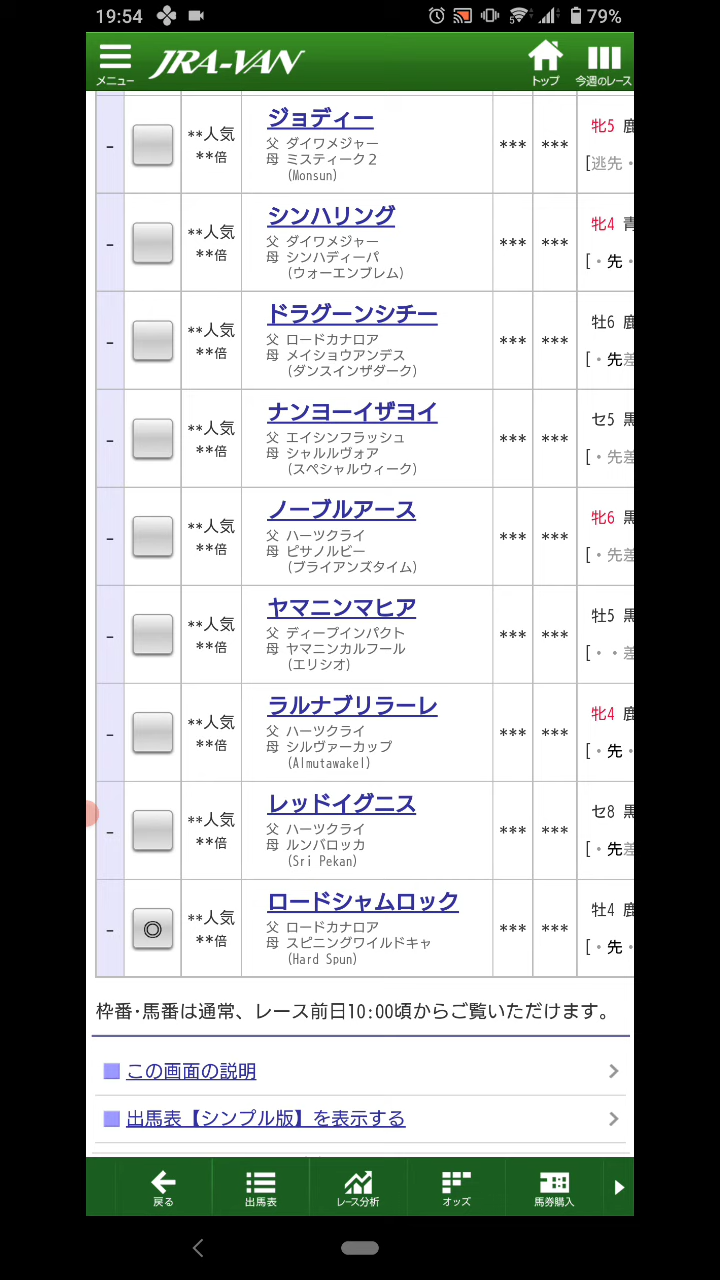 19:54 79%
JRA-VAN
メニュー トップ 今週のレース
- **人気 **倍 ジョディー *** *** 牝5 鹿
父 ダイワメジャー
母 ミスティーク2
(Monsun) [逃先・
- **人気 **倍 シンハリング *** *** 牝4 青
父 ダイワメジャー
母 シンハディーパ
(ウォーエンブレム) [・先・
- **人気 **倍 ドラグーンシチー *** *** 牡6 鹿
父 ロードカナロア
母 メイショウアンデス
(ダンスインザダーク) [・先差
- **人気 **倍 ナンヨーイザヨイ *** *** セ5 黒
父 エイシンフラッシュ
母 シャルルヴォア
(スペシャルウィーク) [・先差
- **人気 **倍 ノーブルアース *** *** 牝6 黒
父 ハーツクライ
母 ピサノルビー
(ブライアンズタイム) [・先差
- **人気 **倍 ヤマニンマヒア *** *** 牡5 黒
父 ディープインパクト
母 ヤマニンカルフール
(エリシオ) [・・差
- **人気 **倍 ラルナブリラーレ *** *** 牝4 鹿
父 ハーツクライ
母 シルヴァーカップ
(Almutawakel) [・先・
- **人気 **倍 レッドイグニス *** *** セ8 黒
父 ハーツクライ
母 ルンバロッカ
(Sri Pekan) [・先差
- ◎ **人気 **倍 ロードシャムロック *** *** 牡4 鹿
父 ロードカナロア
母 スピニングワイルドキャ
(Hard Spun) [・先・
枠番・馬番は通常、レース前日10:00頃からご覧いただけます。
この画面の説明
出馬表【シンプル版】を表示する
戻る 出馬表 レース分析 オッズ 馬券購入